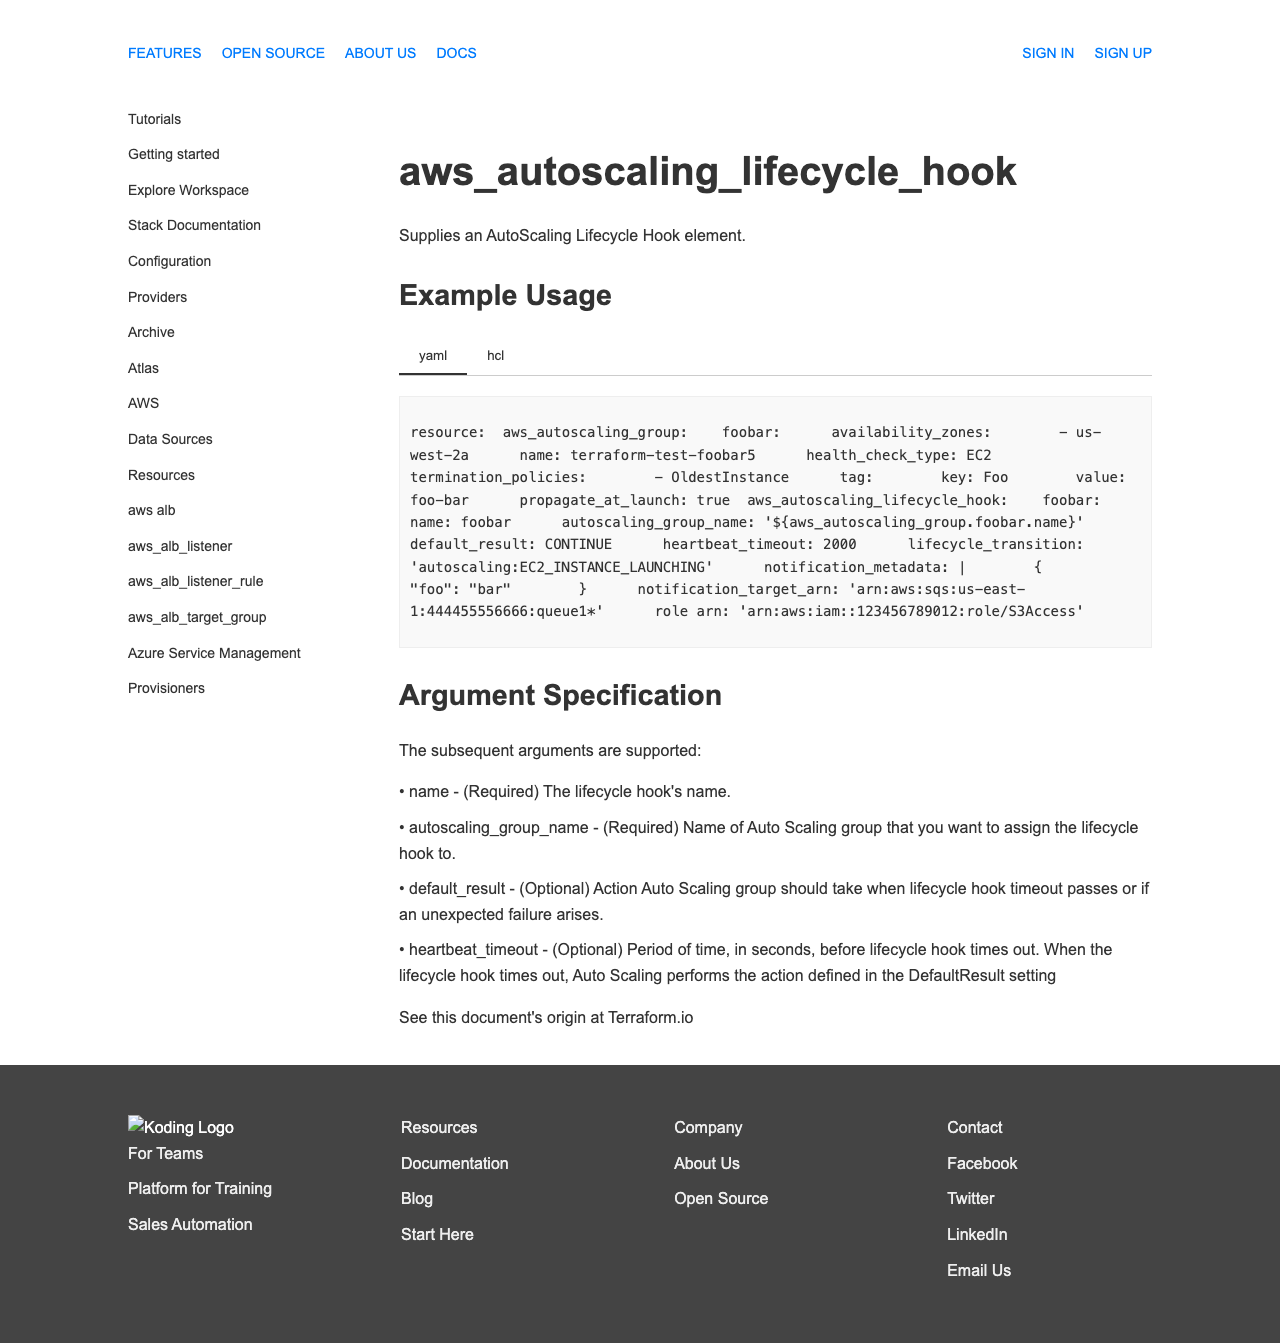 FEATURES OPEN SOURCE ABOUT US DOCS SIGN IN SIGN UP
Tutorials
Getting started
Explore Workspace
Stack Documentation
Configuration
Providers
Archive
Atlas
AWS
Data Sources
Resources
aws alb
aws_alb_listener
aws_alb_listener_rule
aws_alb_target_group
Azure Service Management
Provisioners
aws_autoscaling_lifecycle_hook
Supplies an AutoScaling Lifecycle Hook element.
Example Usage
yaml hcl
resource:  aws_autoscaling_group:    foobar:      availability_zones:        - us-
west-2a      name: terraform-test-foobar5      health_check_type: EC2
termination_policies:        - OldestInstance      tag:        key: Foo        value:
foo-bar      propagate_at_launch: true  aws_autoscaling_lifecycle_hook:    foobar:
name: foobar      autoscaling_group_name: '${aws_autoscaling_group.foobar.name}'
default_result: CONTINUE      heartbeat_timeout: 2000      lifecycle_transition:
'autoscaling:EC2_INSTANCE_LAUNCHING'      notification_metadata: |        {
"foo": "bar"        }      notification_target_arn: 'arn:aws:sqs:us-east-
1:444455556666:queue1*'      role arn: 'arn:aws:iam::123456789012:role/S3Access'
Argument Specification
The subsequent arguments are supported:
• name - (Required) The lifecycle hook's name.
• autoscaling_group_name - (Required) Name of Auto Scaling group that you want to assign the lifecycle
hook to.
• default_result - (Optional) Action Auto Scaling group should take when lifecycle hook timeout passes or if
an unexpected failure arises.
• heartbeat_timeout - (Optional) Period of time, in seconds, before lifecycle hook times out. When the
lifecycle hook times out, Auto Scaling performs the action defined in the DefaultResult setting
See this document's origin at Terraform.io
Koding Logo
For Teams
Platform for Training
Sales Automation
Resources
Documentation
Blog
Start Here
Company
About Us
Open Source
Contact
Facebook
Twitter
LinkedIn
Email Us